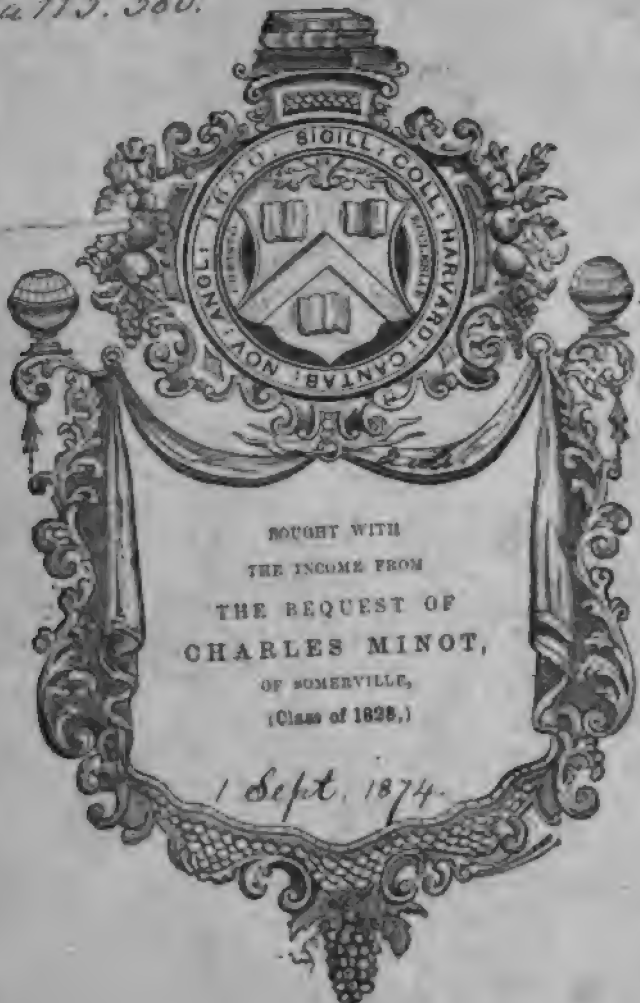 SIGILL: COLL: HARVARD: CANTAB: NOV: ANGL: 1650.
BOUGHT WITH
THE INCOME FROM
THE BEQUEST OF
CHARLES MINOT,
OF SOMERVILLE,
(Class of 1828,)
1 Sept. 1874.